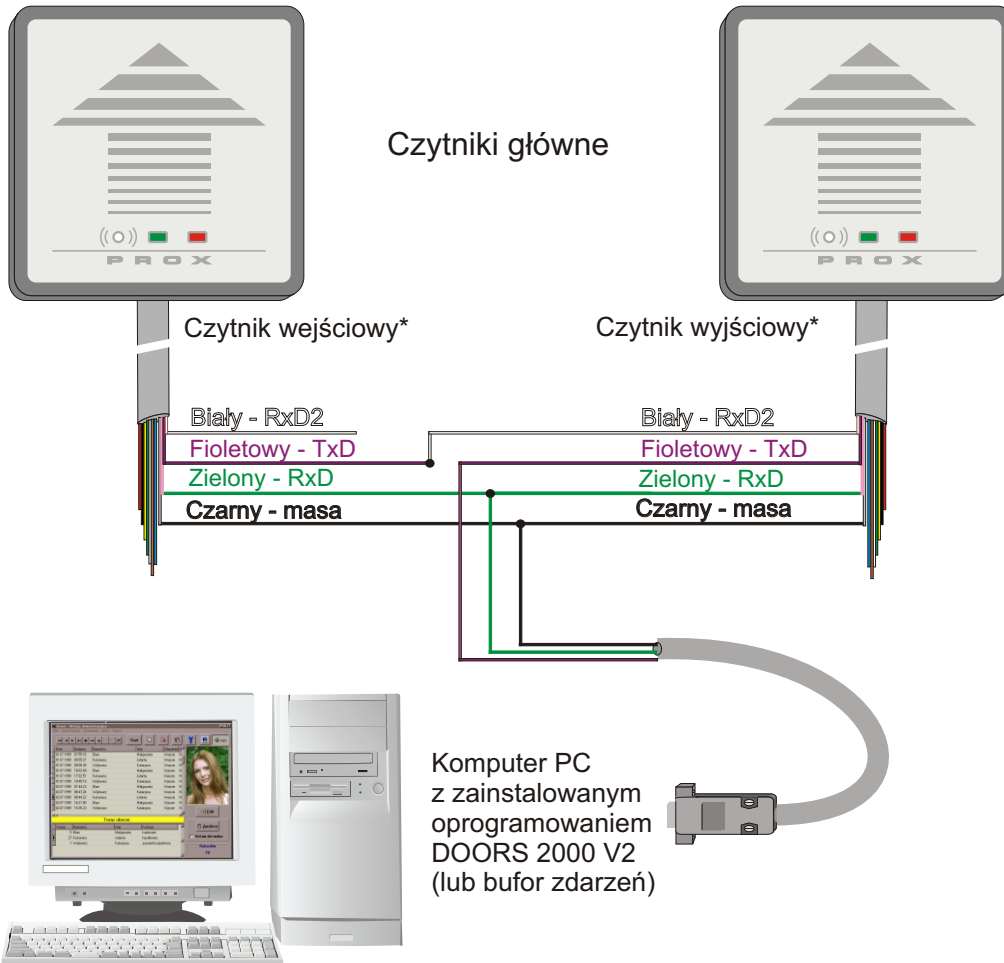 Czytniki główne
PROX
PROX
Czytnik wejściowy*
Czytnik wyjściowy*
Biały - RxD2
Fioletowy - TxD
Zielony - RxD
Czarny - masa
Biały - RxD2
Fioletowy - TxD
Zielony - RxD
Czarny - masa
Komputer PC
z zainstalowanym
oprogramowaniem
DOORS 2000 V2
(lub bufor zdarzeń)